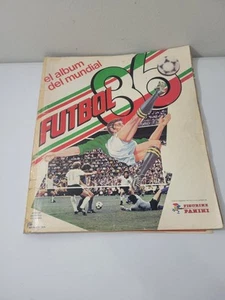 el album
del mundial
FUTBOL
86
FIGURINE
PANINI